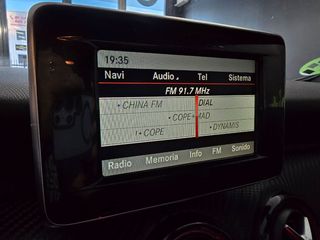 19:35
Navi Audio Tel Sistema
FM 91.7 MHz
CHINA FM DIAL
COPE MAD
COPE DYNAMIS
Radio Memoria Info FM Sonido